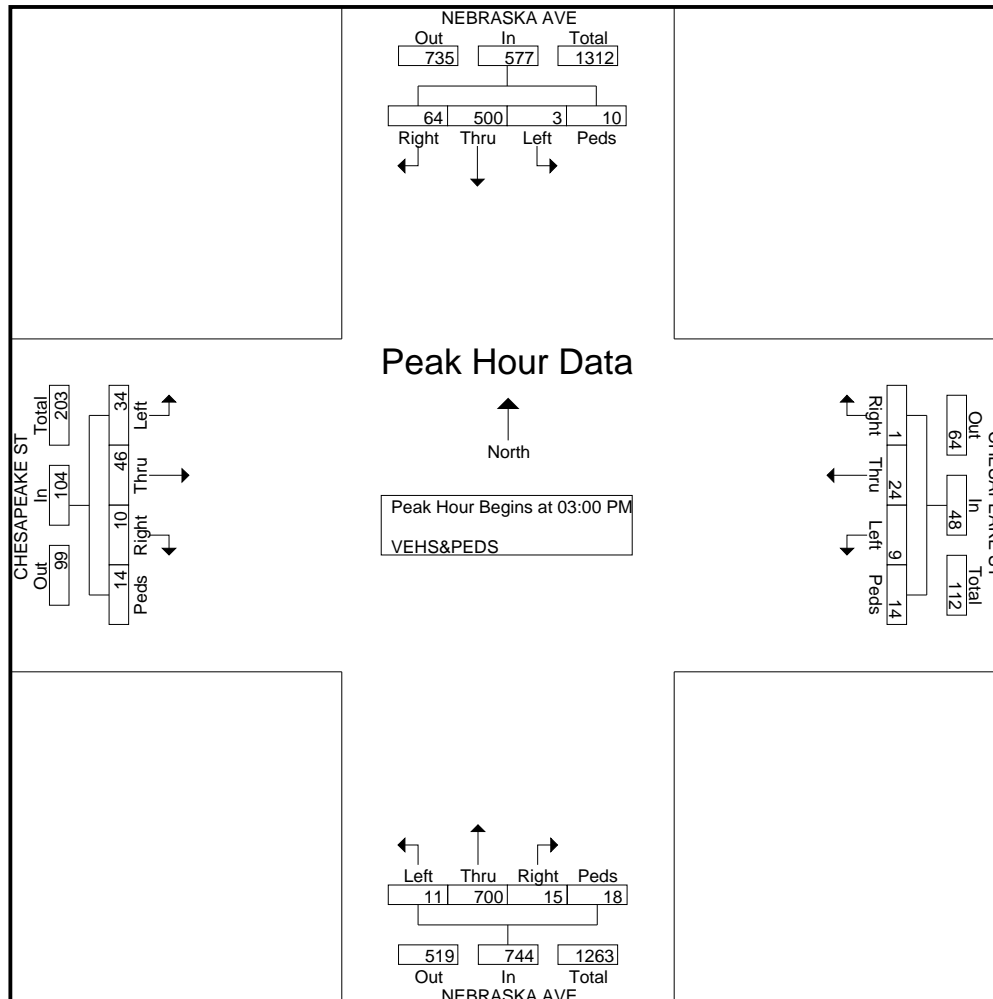 NEBRASKA AVE
Out In Total
735 577 1312
64 500 3 10
Right Thru Left Peds
Peak Hour Data
North
Peak Hour Begins at 03:00 PM
VEHS&PEDS
CHESAPEAKE ST
Out In Total
99 104 203
14 10 46 34
Peds Right Thru Left
Out In Total
64 48 112
1 24 9 14
Right Thru Left Peds
CHESAPEAKE ST
Left Thru Right Peds
11 700 15 18
519 744 1263
Out In Total
NEBRASKA AVE